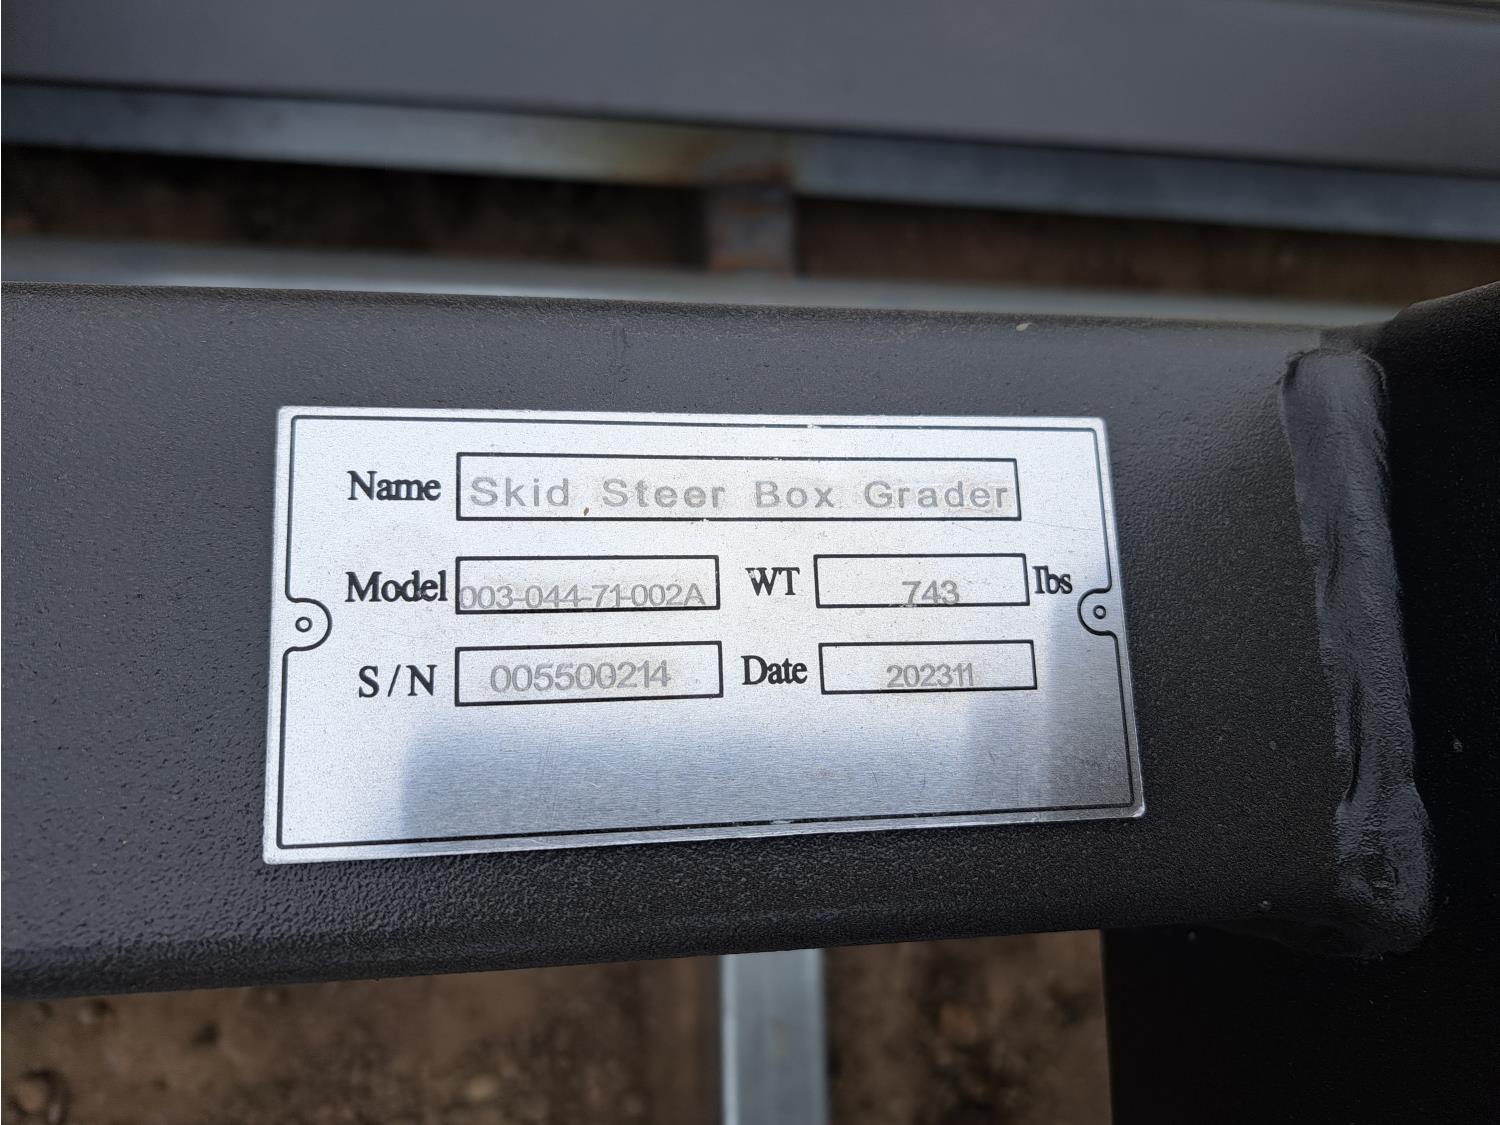 Name Skid Steer Box Grader
Model 003-044-71-002A WT 743 lbs
S/N 005500214 Date 202311